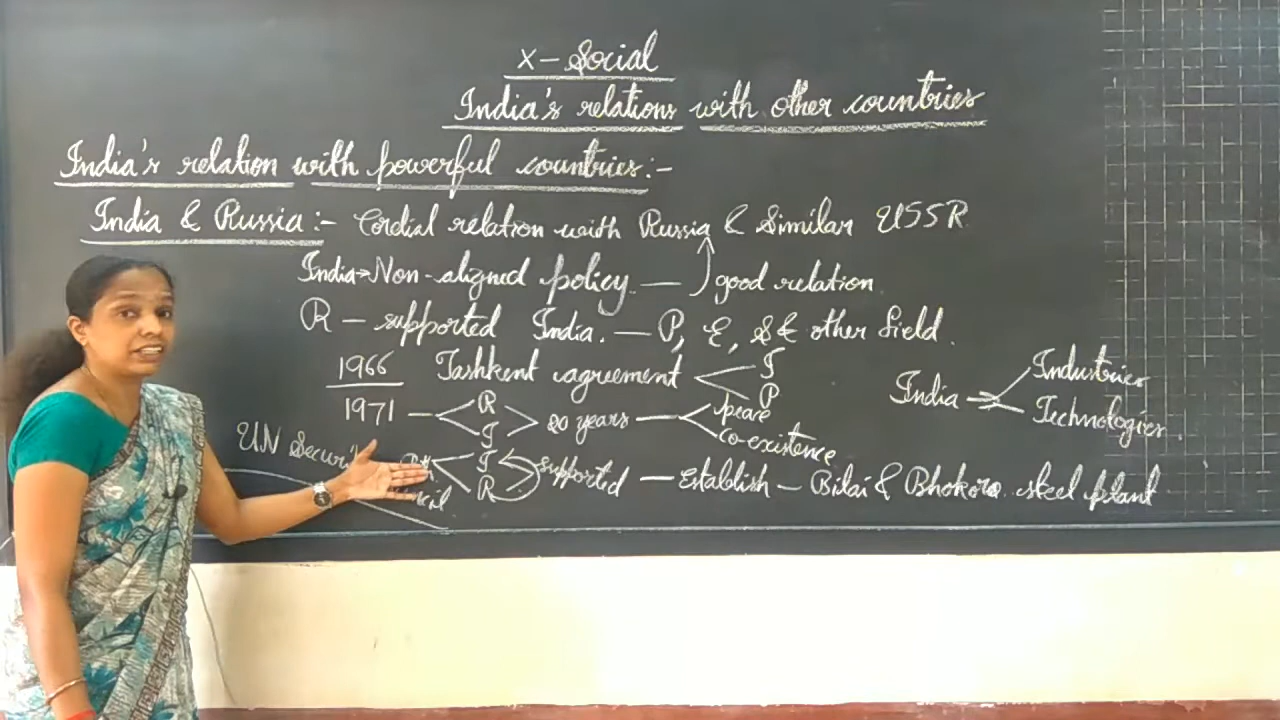 X - Social
India's relations with other countries
India's relation with powerful countries :-
India & Russia :- Cordial relation with Russia & Similar USSR.
India → Non-aligned policy — ) good relation
R - supported India. — P, E, S & other field.
1966 Tashkent agreement < I P
India Industries Technologies
1971 — < R I > 20 years — < peace co-existence
UN
I R supported — Establish - Bilai & Bhokoro steel plant